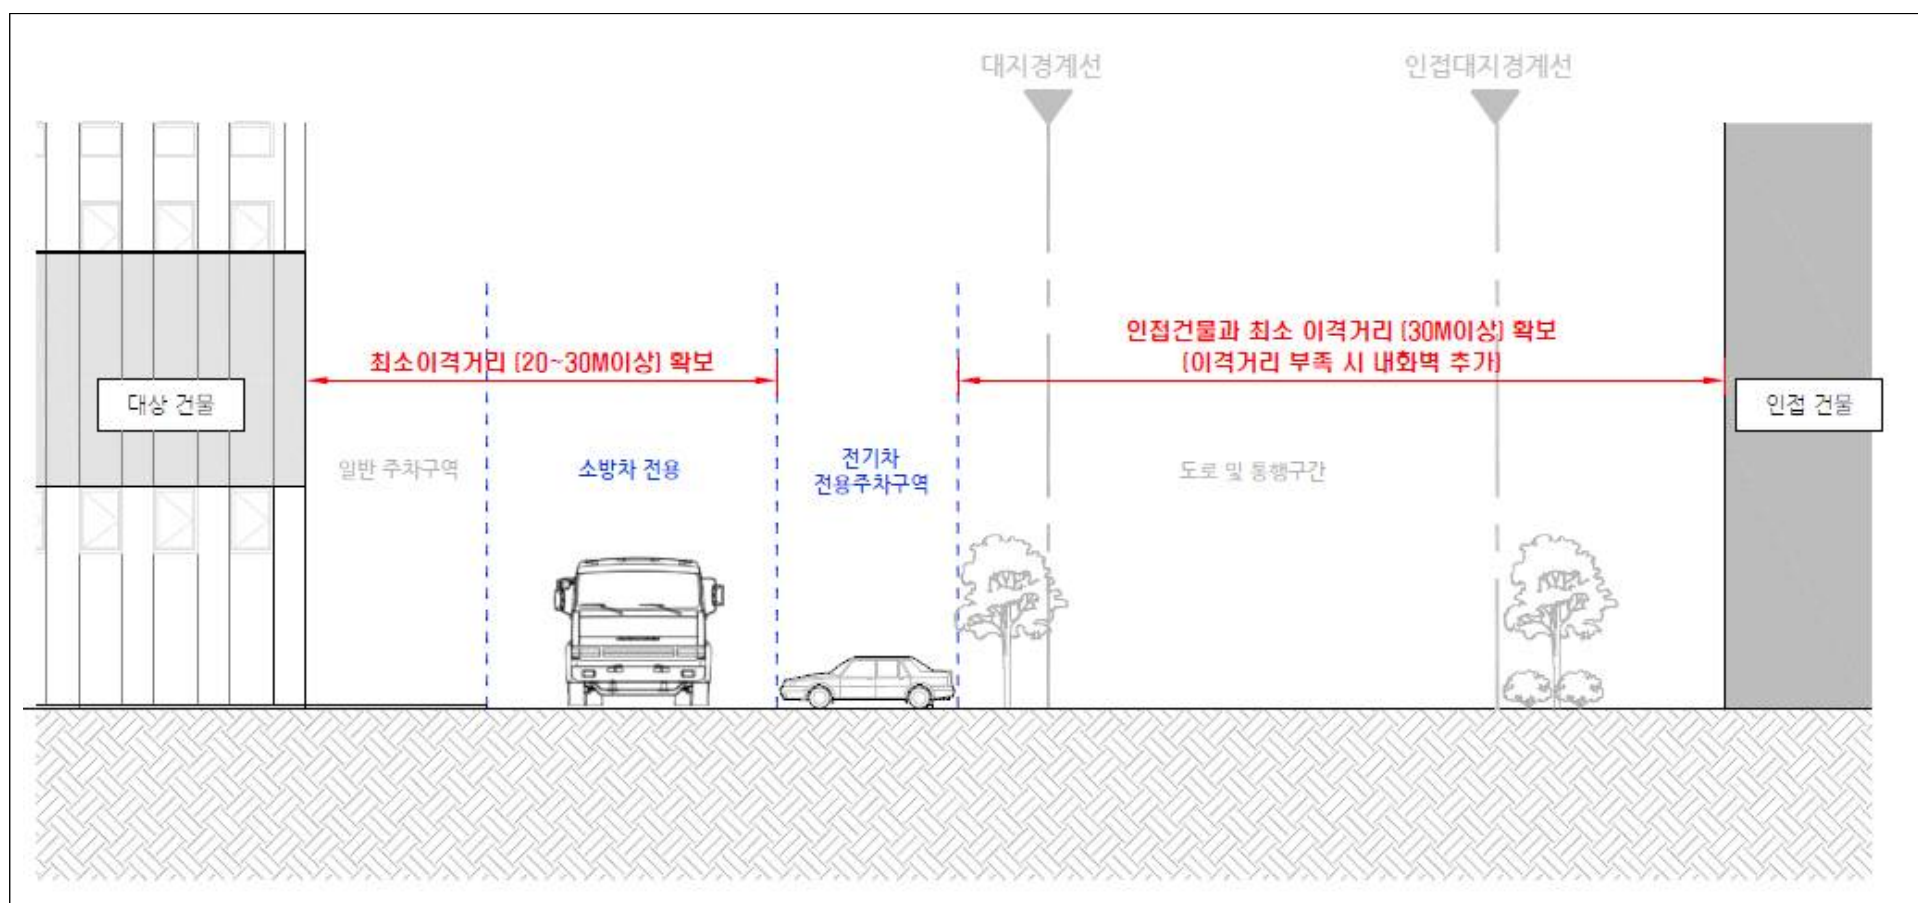 대지경계선
인접대지경계선
인접건물과 최소 이격거리 (30M이상) 확보
(이격거리 부족 시 내화벽 추가)
최소이격거리 (20~30M이상) 확보
대상 건물
인접 건물
일반 주차구역
소방차 전용
전기차
전용주차구역
도로 및 통행구간